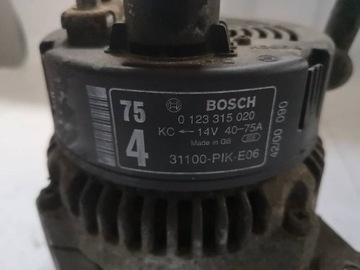 75
4
BOSCH
0 123 315 020
KC ← 14V 40-75A
Made in GB
31100-PIK-E06
42/00 090